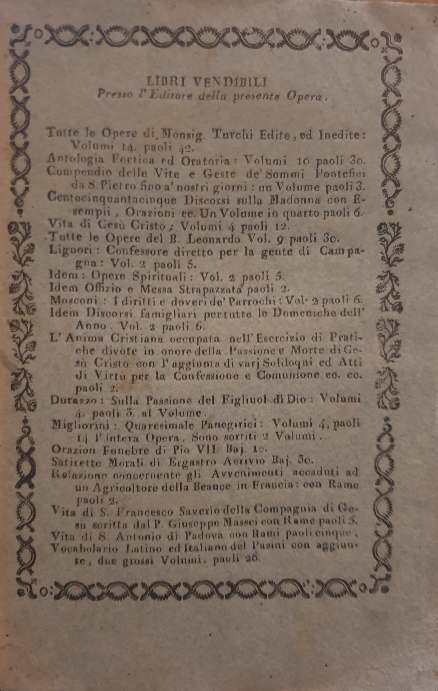 LIBRI VENDIBILI
Presso l'Editore della presente Opera.
Tutte le Opere di Monsig. Turchi Edite, ed Inedite:
Volumi 14. paoli 42.
Antologia Poetica ed Oratoria: Volumi 16 paoli 30.
Compendio delle Vite e Geste de' Sommi Pontefici
da S. Pietro fino a' nostri giorni: un Volume paoli 3.
Centocinquantacinque Discorsi sulla Madonna con E-
sempii, Orazioni ec. Un Volume in quarto paoli 6.
Vita di Gesù Cristo; Volumi 4 paoli 12.
Tutte le Opere del B. Leonardo Vol. 9 paoli 30.
Liguori: Confessore diretto per la gente di Campa-
gna: Vol. 2 paoli 5.
Idem: Opere Spirituali: Vol. 2 paoli 5.
Idem Offizio e Messa Strapazzata paoli 2.
Mosconi: I diritti e doveri de' Parrochi: Vol. 2 paoli 6.
Idem Discorsi famigliari per tutte le Domeniche dell'
Anno. Vol. 2 paoli 6.
L'Anima Cristiana occupata nell'Esercizio di Prati-
che divote in onore della Passione e Morte di Ge-
sù Cristo con l'aggiunta di varj Soliloqui ed Atti
di Virtù per la Confessione e Comunione ec. ec.
paoli 2.
Durazzo: Sulla Passione del Figliuol di Dio: Volumi
4. paoli 3. al Volume.
Migliorini: Quaresimale Panegirici: Volumi 4. paoli
14 l'intera Opera. Sono sortiti 2 Volumi.
Orazion Funebre di Pio VII. Baj. 10.
Satirette Morali di Ergastro Acrivio Baj. 30.
Relazione concernente gli Avvenimenti accaduti ad
un Agricoltore della Beauce in Francia: con Rame
paoli 2.
Vita di S. Francesco Saverio della Compagnia di Ge-
su scritta dal P. Giuseppe Massei con Rame paoli 5.
Vita di S. Antonio di Padova con Rami paoli cinque.
Vocabolario Latino ed Italiano del Pasini con aggiun-
te, due grossi Volumi. paoli 26.